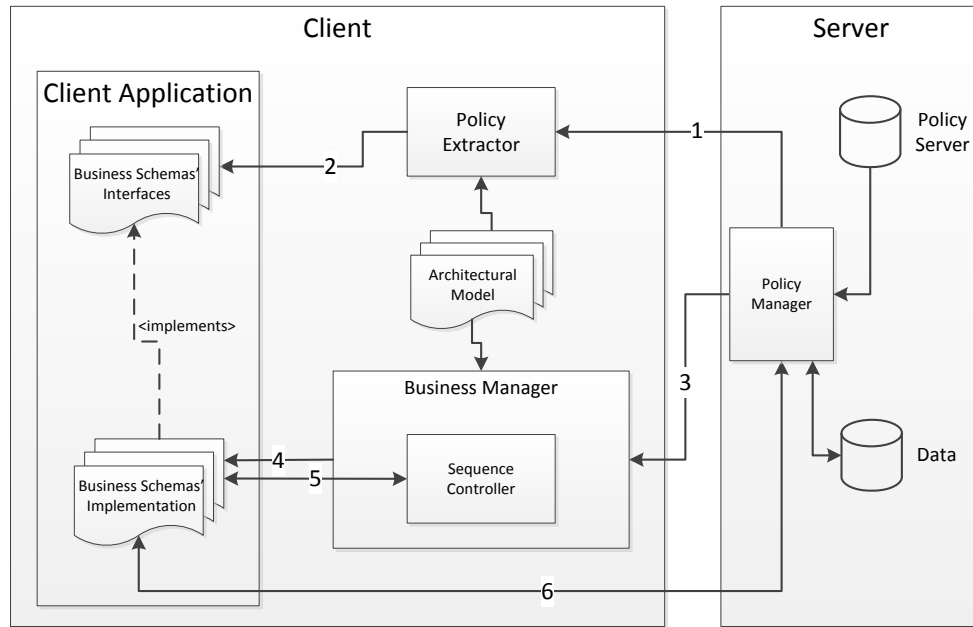 Client
Server
Client Application
Policy
Extractor
1
Policy
Server
2
Business Schemas'
Interfaces
Architectural
Model
Policy
Manager
<implements>
3
Business Manager
4
5
Sequence
Controller
Data
Business Schemas'
Implementation
6